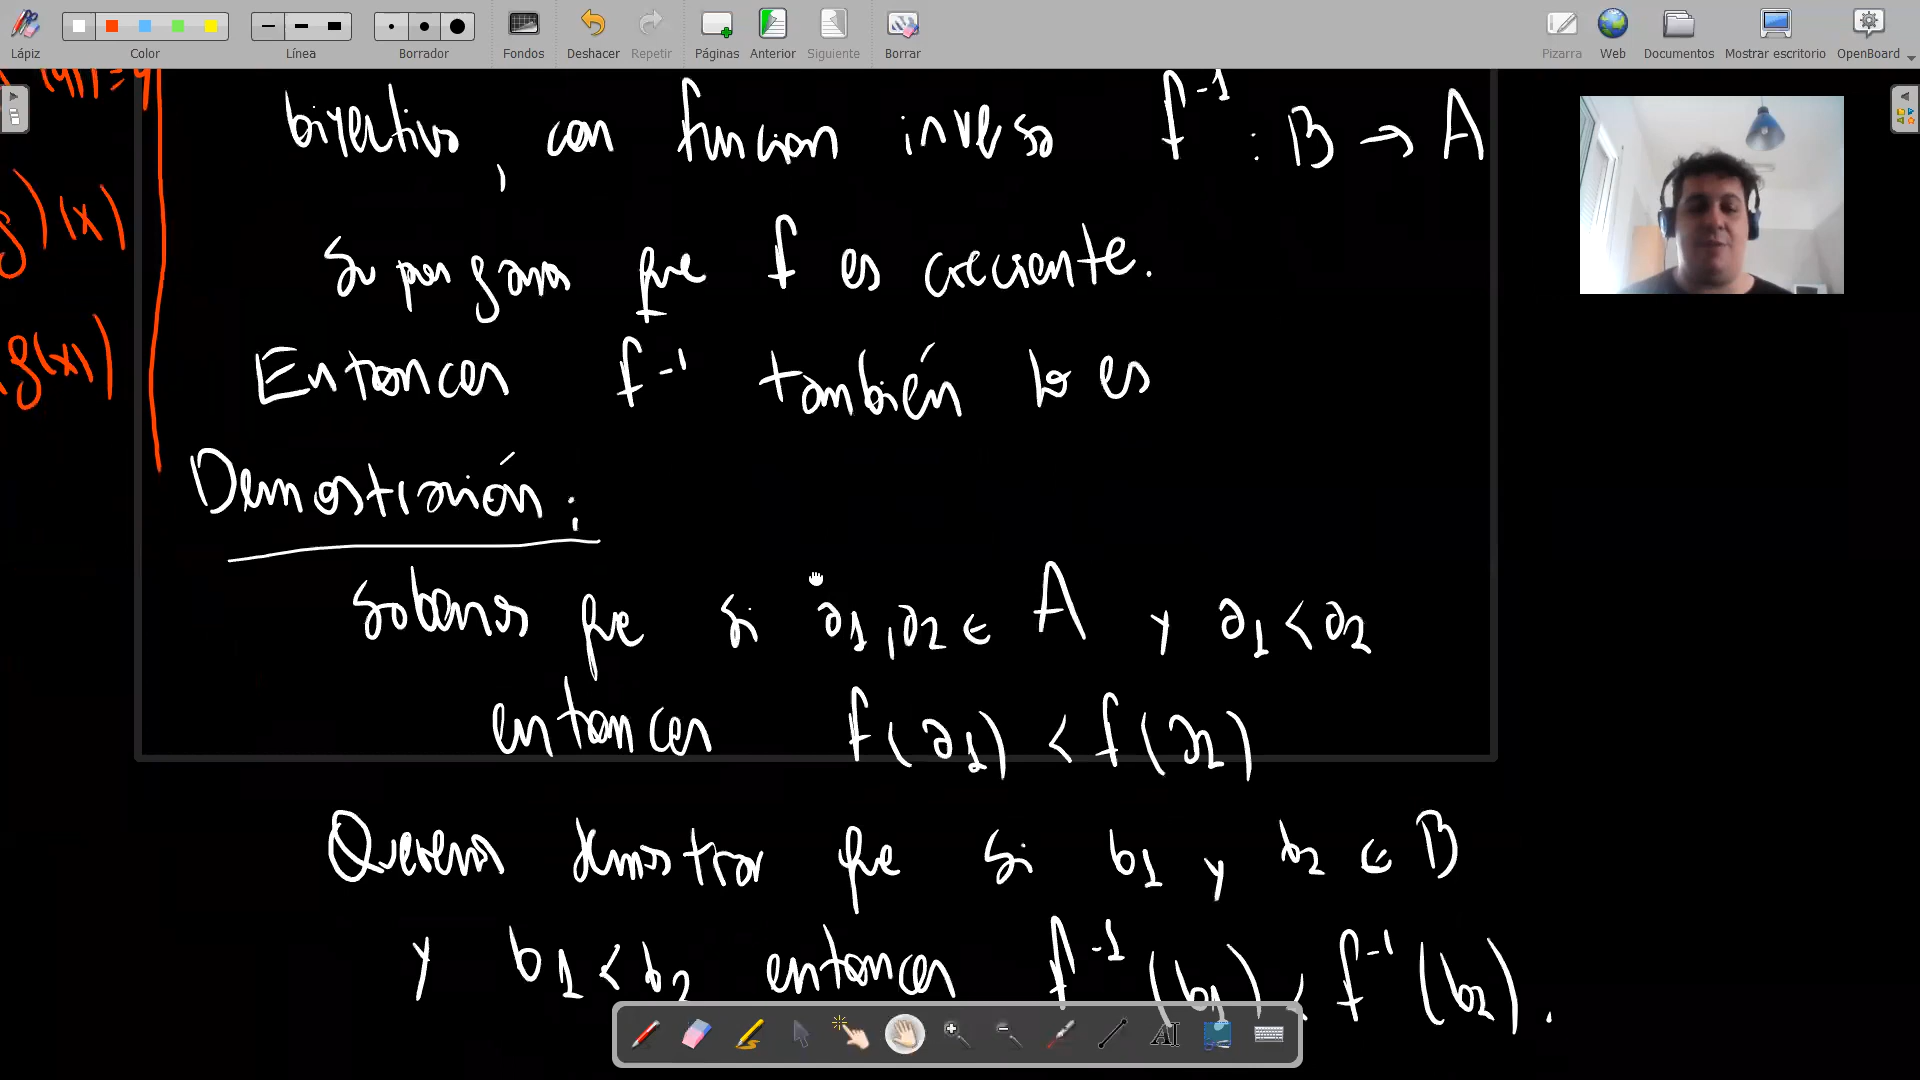 Lápiz Color Línea Borrador Fondos Deshacer Repetir Páginas Anterior Siguiente Borrar Pizarra Web Documentos Mostrar escritorio OpenBoard
biyectiva, con función inversa f⁻¹ : B → A
Supongamos que f es creciente.
Entonces f⁻¹ también lo es
Demostración:
Sabemos que si a₁, a₂ ∈ A y a₁ < a₂
entonces f(a₁) < f(a₂)
Queremos demostrar que si b₁ y b₂ ∈ B
y b₁ < b₂ entonces f⁻¹(b₁) < f⁻¹(b₂).
)(x)
g(x))
AI